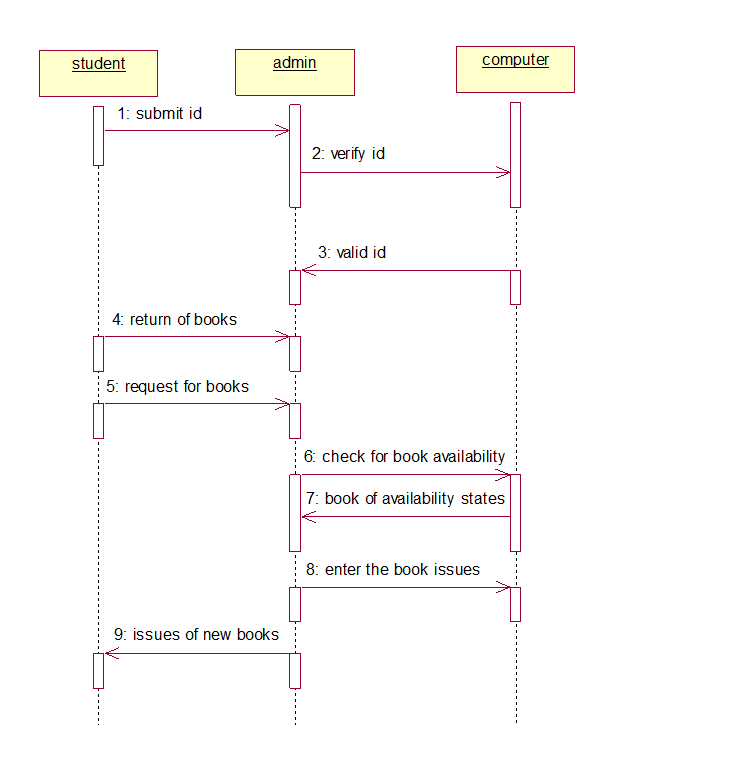 student
admin
computer
1: submit id
2: verify id
3: valid id
4: return of books
5: request for books
6: check for book availability
7: book of availability states
8: enter the book issues
9: issues of new books